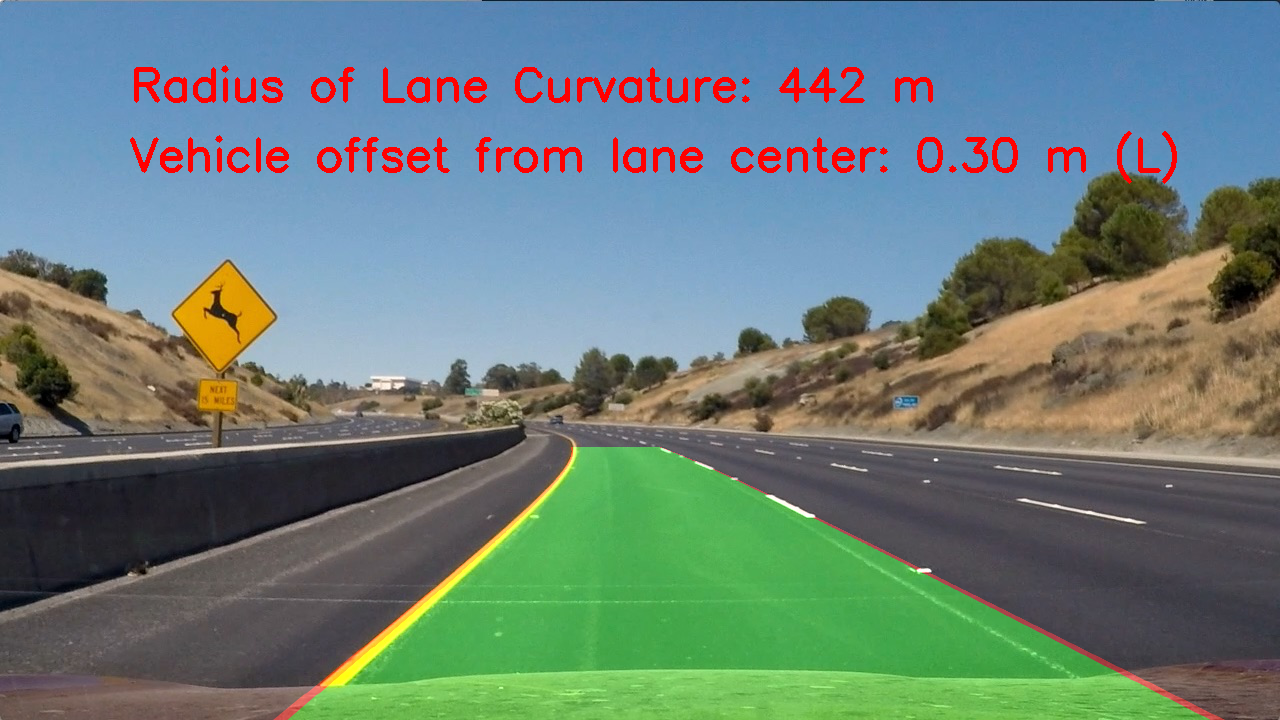 Radius of Lane Curvature: 442 m
Vehicle offset from lane center: 0.30 m (L)
NEXT
15 MILES